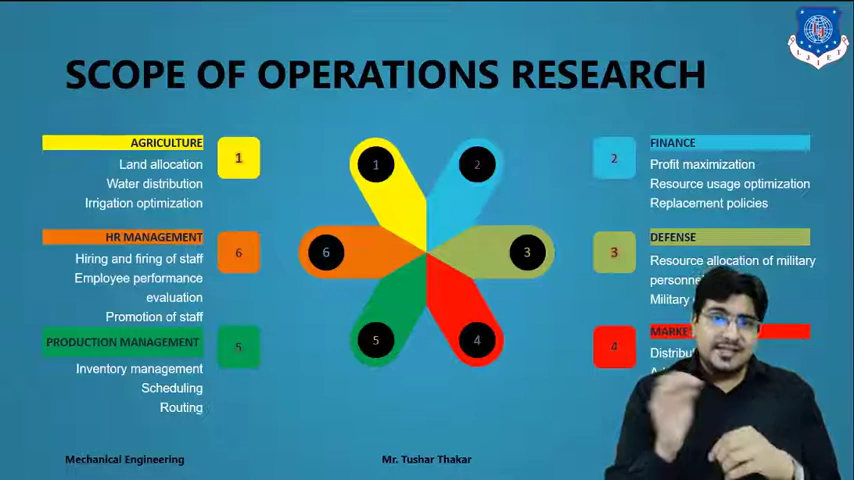 SCOPE OF OPERATIONS RESEARCH
AGRICULTURE
1
Land allocation
Water distribution
Irrigation optimization
HR MANAGEMENT
6
Hiring and firing of staff
Employee performance
evaluation
Promotion of staff
PRODUCTION MANAGEMENT
5
Inventory management
Scheduling
Routing
1
2
3
4
5
6
2
FINANCE
Profit maximization
Resource usage optimization
Replacement policies
3
DEFENSE
Resource allocation of military
Military
4
LJIET
Mechanical Engineering
Mr. Tushar Thakar